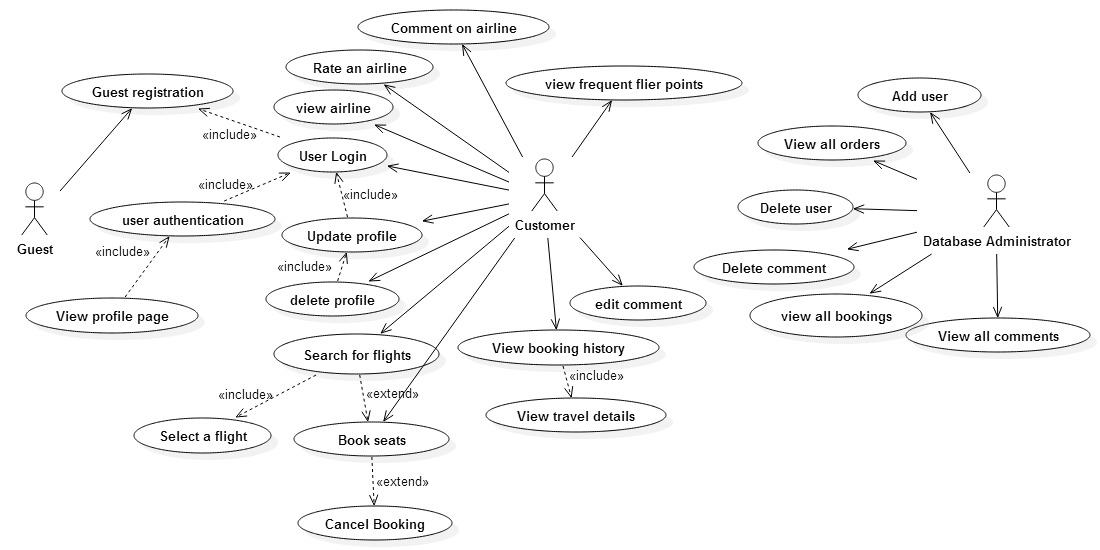 Comment on airline
Rate an airline
view frequent flier points
Guest registration
view airline
Add user
«include»
View all orders
User Login
«include»
«include»
Delete user
user authentication
Customer
Update profile
Guest
«include»
Database Administrator
«include»
Delete comment
delete profile
edit comment
View profile page
view all bookings
View all comments
Search for flights
View booking history
«include»
«include»
«extend»
View travel details
Select a flight
Book seats
«extend»
Cancel Booking